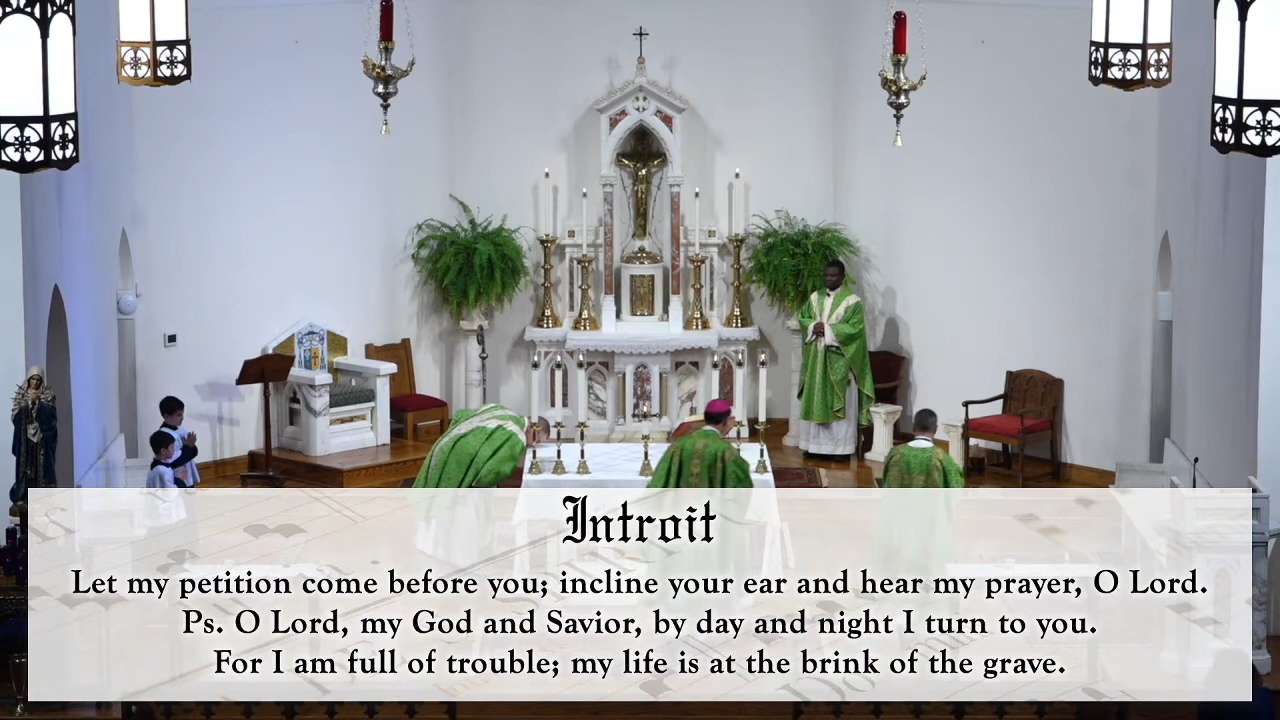 Introit
Let my petition come before you; incline your ear and hear my prayer, O Lord.
Ps. O Lord, my God and Savior, by day and night I turn to you.
For I am full of trouble; my life is at the brink of the grave.